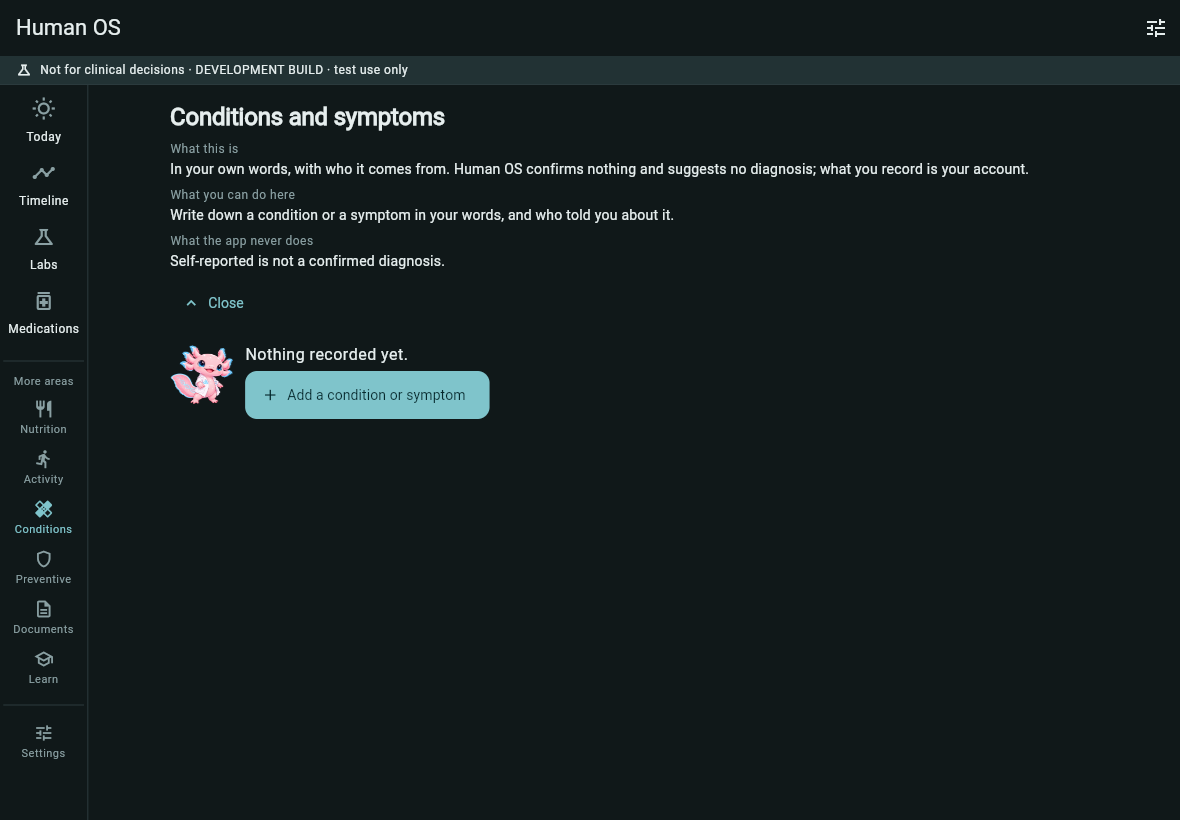 Human OS
Not for clinical decisions · DEVELOPMENT BUILD · test use only
Today
Timeline
Labs
Medications
More areas
Nutrition
Activity
Conditions
Preventive
Documents
Learn
Settings
Conditions and symptoms
What this is
In your own words, with who it comes from. Human OS confirms nothing and suggests no diagnosis; what you record is your account.
What you can do here
Write down a condition or a symptom in your words, and who told you about it.
What the app never does
Self-reported is not a confirmed diagnosis.
Close
Nothing recorded yet.
Add a condition or symptom